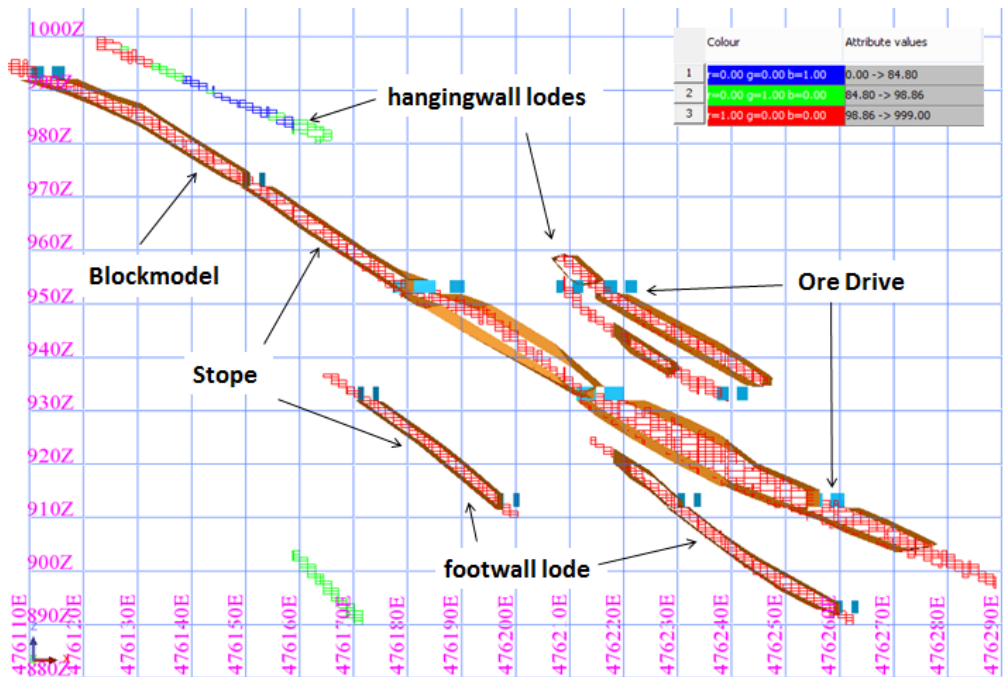 1000Z
990Z
980Z
970Z
960Z
950Z
940Z
930Z
920Z
910Z
900Z
890Z
880Z
Colour
Attribute values
1 r=0.00 g=0.00 b=1.00 0.00 -> 84.80
2 r=0.00 g=1.00 b=0.00 84.80 -> 98.86
3 r=1.00 g=0.00 b=0.00 98.86 -> 999.00
hangingwall lodes
Blockmodel
Ore Drive
Stope
footwall lode
476110E
476120E
476130E
476140E
476150E
476160E
476170E
476180E
476190E
476200E
476210E
476220E
476230E
476240E
476250E
476260E
476270E
476280E
476290E